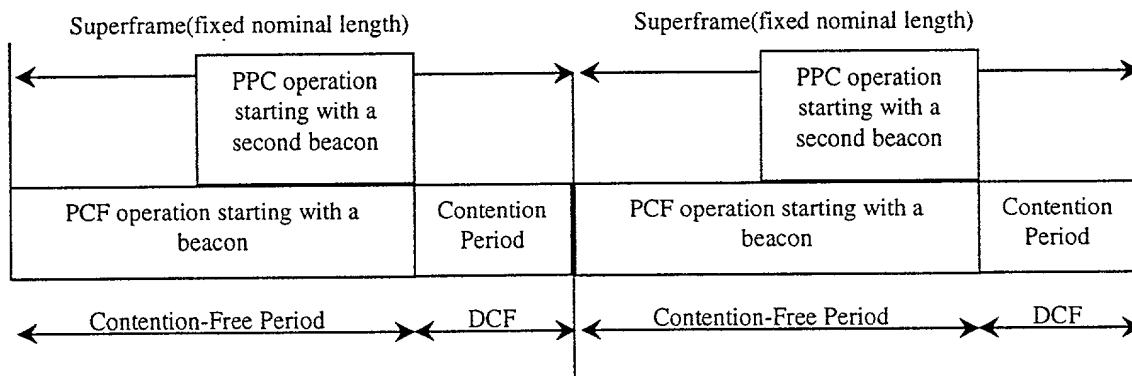 Superframe(fixed nominal length)
Superframe(fixed nominal length)
PPC operation
starting with a
second beacon
PPC operation
starting with a
second beacon
PCF operation starting with a
beacon
Contention
Period
PCF operation starting with a
beacon
Contention
Period
Contention-Free Period
DCF
Contention-Free Period
DCF